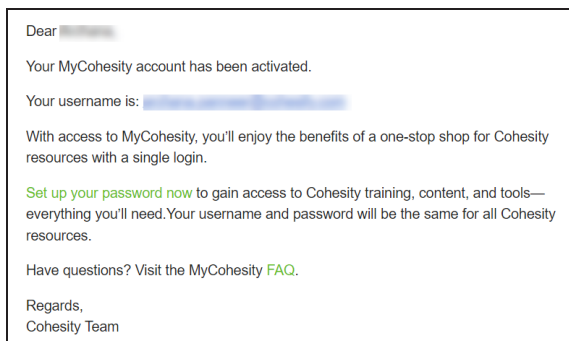 Dear
Your MyCohesity account has been activated.
Your username is:
With access to MyCohesity, you'll enjoy the benefits of a one-stop shop for Cohesity
resources with a single login.
Set up your password now to gain access to Cohesity training, content, and tools—
everything you'll need.Your username and password will be the same for all Cohesity
resources.
Have questions? Visit the MyCohesity FAQ.
Regards,
Cohesity Team